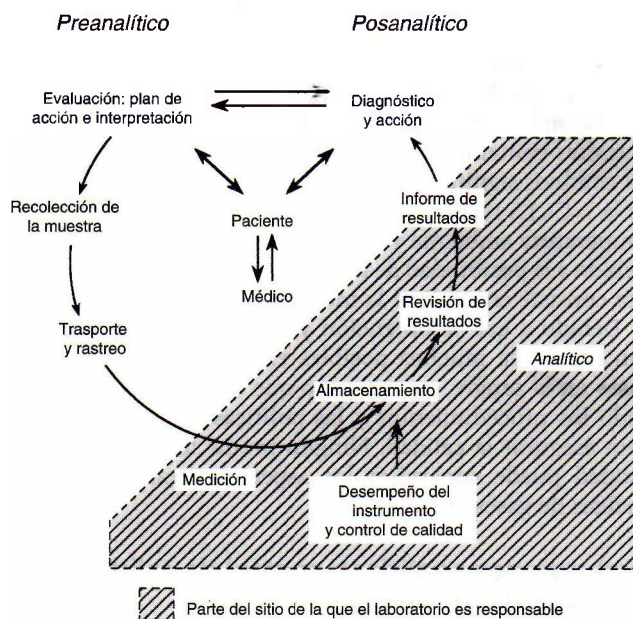 Preanalítico
Posanalítico
Evaluación: plan de
acción e interpretación
Diagnóstico
y acción
Recolección de
la muestra
Paciente
Informe de
resultados
Médico
Trasporte
y rastreo
Revisión de
resultados
Analítico
Almacenamiento
Medición
Desempeño del
instrumento
y control de calidad
Parte del sitio de la que el laboratorio es responsable